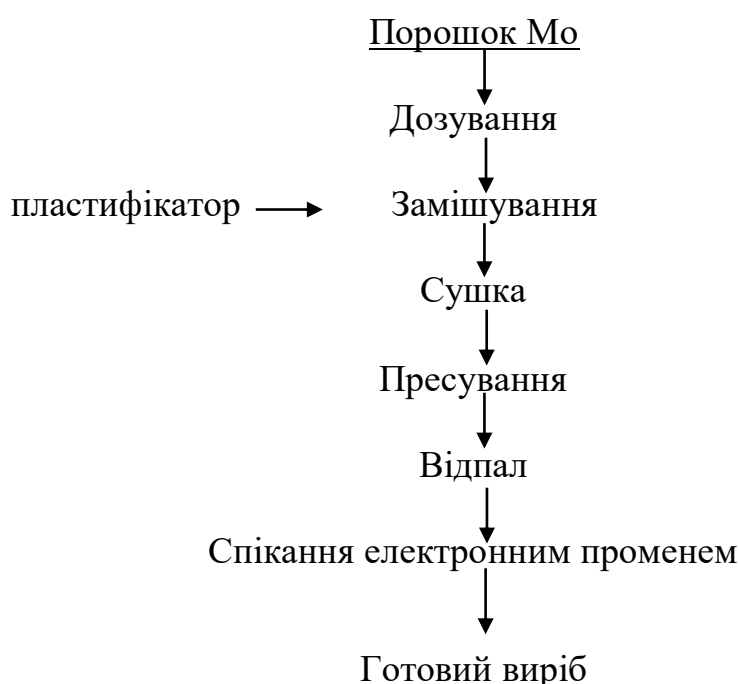 Порошок Мо
Дозування
пластифікатор Замішування
Сушка
Пресування
Відпал
Спікання електронним променем
Готовий виріб